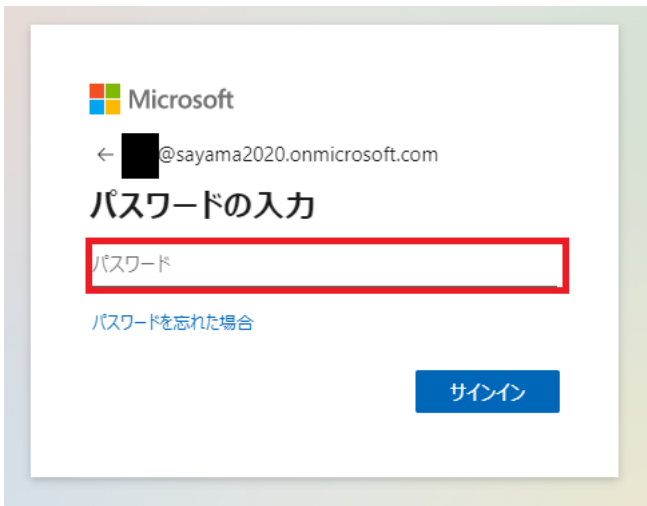 Microsoft
← @sayama2020.onmicrosoft.com
パスワードの入力
パスワード
パスワードを忘れた場合
サインイン